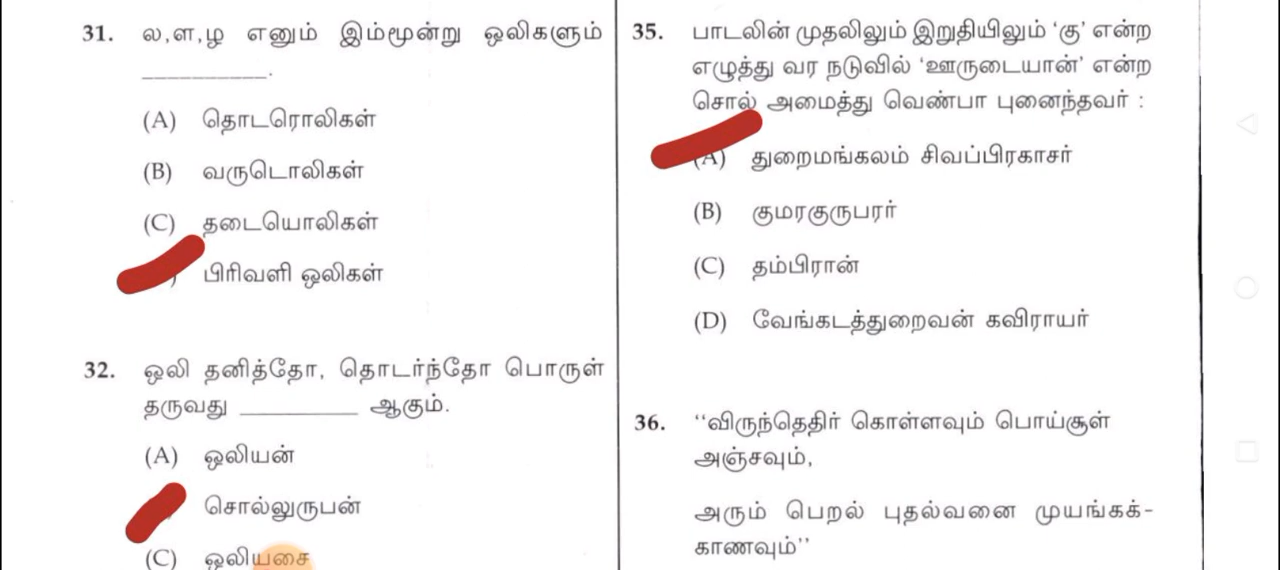 31. ல,ள,ழ எனும் இம்மூன்று ஒலிகளும்
__________.
(A) தொடரொலிகள்
(B) வருடொலிகள்
(C) தடையொலிகள்
பிரிவளி ஒலிகள்
32. ஒலி தனித்தோ, தொடர்ந்தோ பொருள்
தருவது __________ ஆகும்.
(A) ஒலியன்
சொல்லுருபன்
(C) ஒலியசை
35. பாடலின் முதலிலும் இறுதியிலும் ‘கு’ என்ற
எழுத்து வர நடுவில் ‘ஊருடையான்’ என்ற
சொல் அமைத்து வெண்பா புனைந்தவர் :
(A) துறைமங்கலம் சிவப்பிரகாசர்
(B) குமரகுருபரர்
(C) தம்பிரான்
(D) வேங்கடத்துறைவன் கவிராயர்
36. ‘‘விருந்தெதிர் கொள்ளவும் பொய்சூள்
அஞ்சவும்,
அரும் பெறல் புதல்வனை முயங்கக்-
காணவும்’’